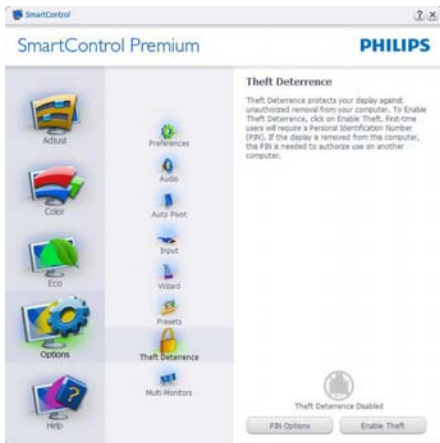 SmartControl
SmartControl Premium
PHILIPS
Adjust
Color
Eco
Options
Help
Preferences
Audio
Auto Pivot
Input
Wizard
Presets
Theft Deterrence
Multi Monitors
Theft Deterrence
Theft Deterrence protects your display against
unauthorized removal from your computer. To Enable
Theft Deterrence, click on Enable Theft. First-time
users will require a Personal Identification Number
(PIN). If the display is removed from this computer,
this PIN is needed to authorize use on another
computer.
Theft Deterrence Disabled
PIN Options
Enable Theft